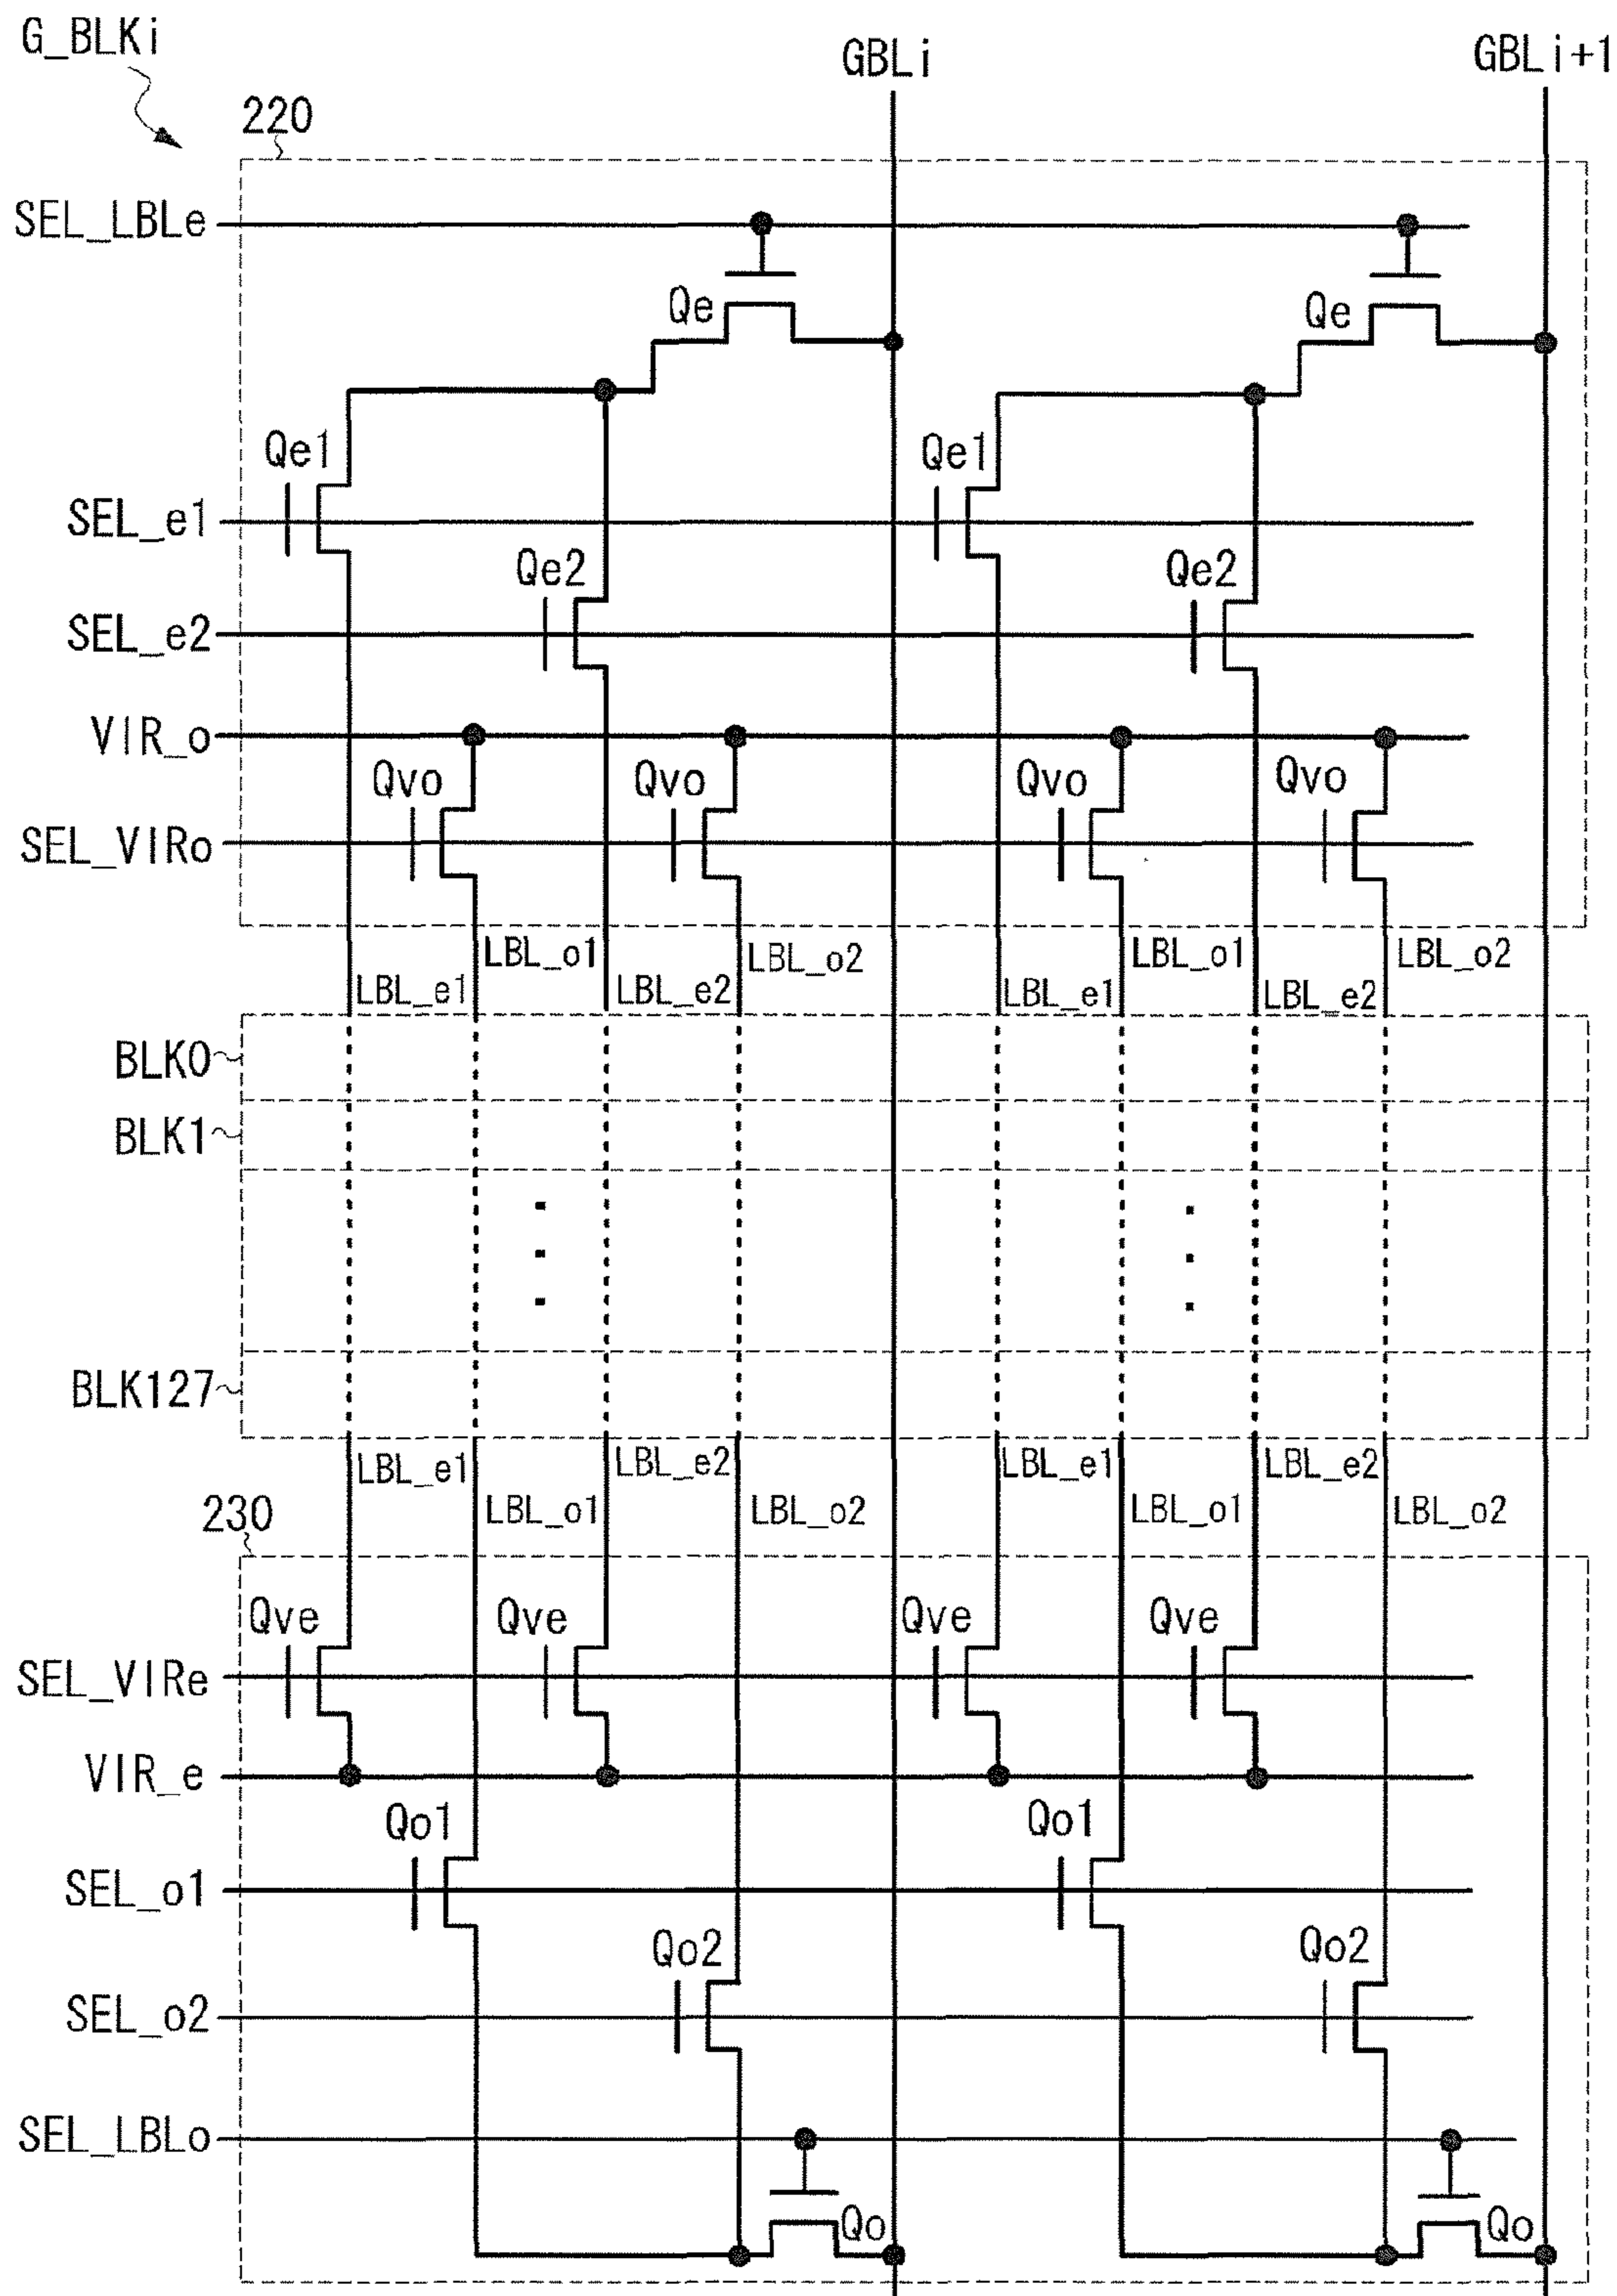 G_BLKi
GBLi
GBLi+1
220
SEL_LBLe
Qe
Qe
Qe1
Qe1
SEL_e1
Qe2
Qe2
SEL_e2
VIR_o
Qvo
Qvo
Qvo
Qvo
SEL_VIRo
LBL_o1
LBL_o2
LBL_o1
LBL_o2
LBL_e1
LBL_e2
LBL_e1
LBL_e2
BLK0
BLK1
BLK127
LBL_e1
LBL_e2
LBL_e1
LBL_e2
230
LBL_o1
LBL_o2
LBL_o1
LBL_o2
Qve
Qve
Qve
Qve
SEL_VIRe
VIR_e
Qo1
Qo1
SEL_o1
Qo2
Qo2
SEL_o2
SEL_LBLo
Qo
Qo